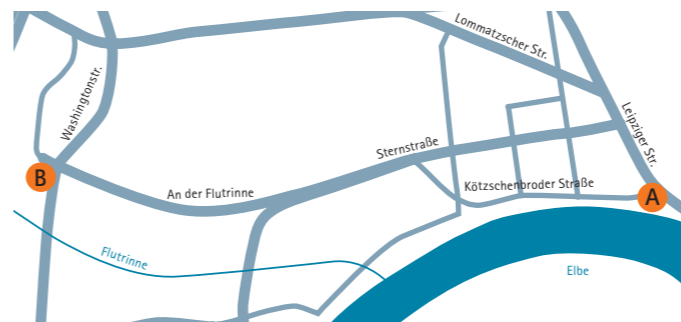 Lommatzscher Str.
Washingtonstr.
Leipziger Str.
Sternstraße
B
An der Flutrinne
Kötzschenbroder Straße
A
Flutrinne
Elbe